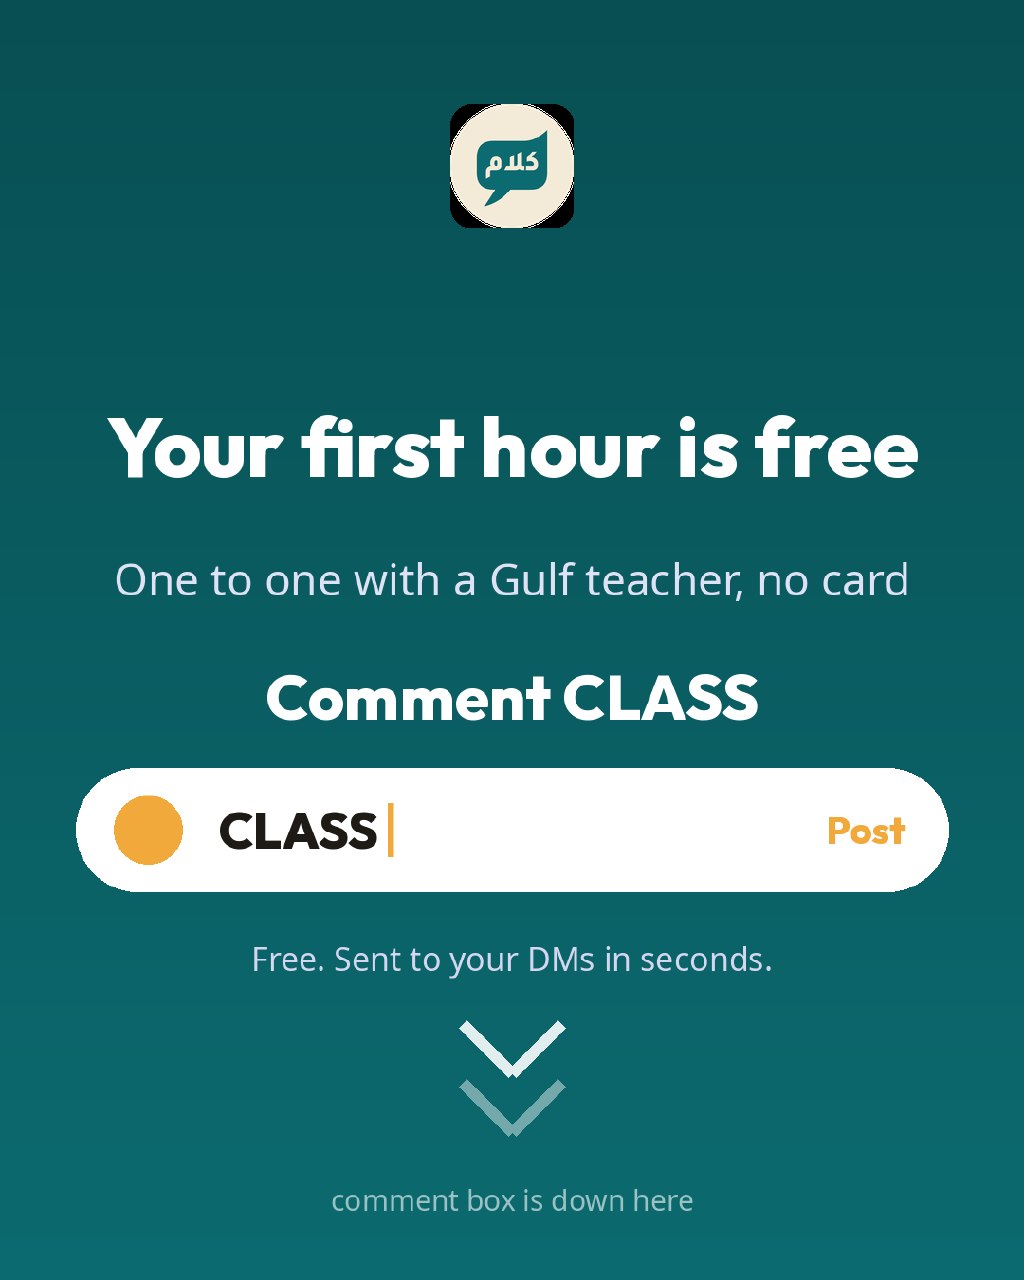 كلام
Your first hour is free
One to one with a Gulf teacher, no card
Comment CLASS
CLASS
Post
Free. Sent to your DMs in seconds.
comment box is down here